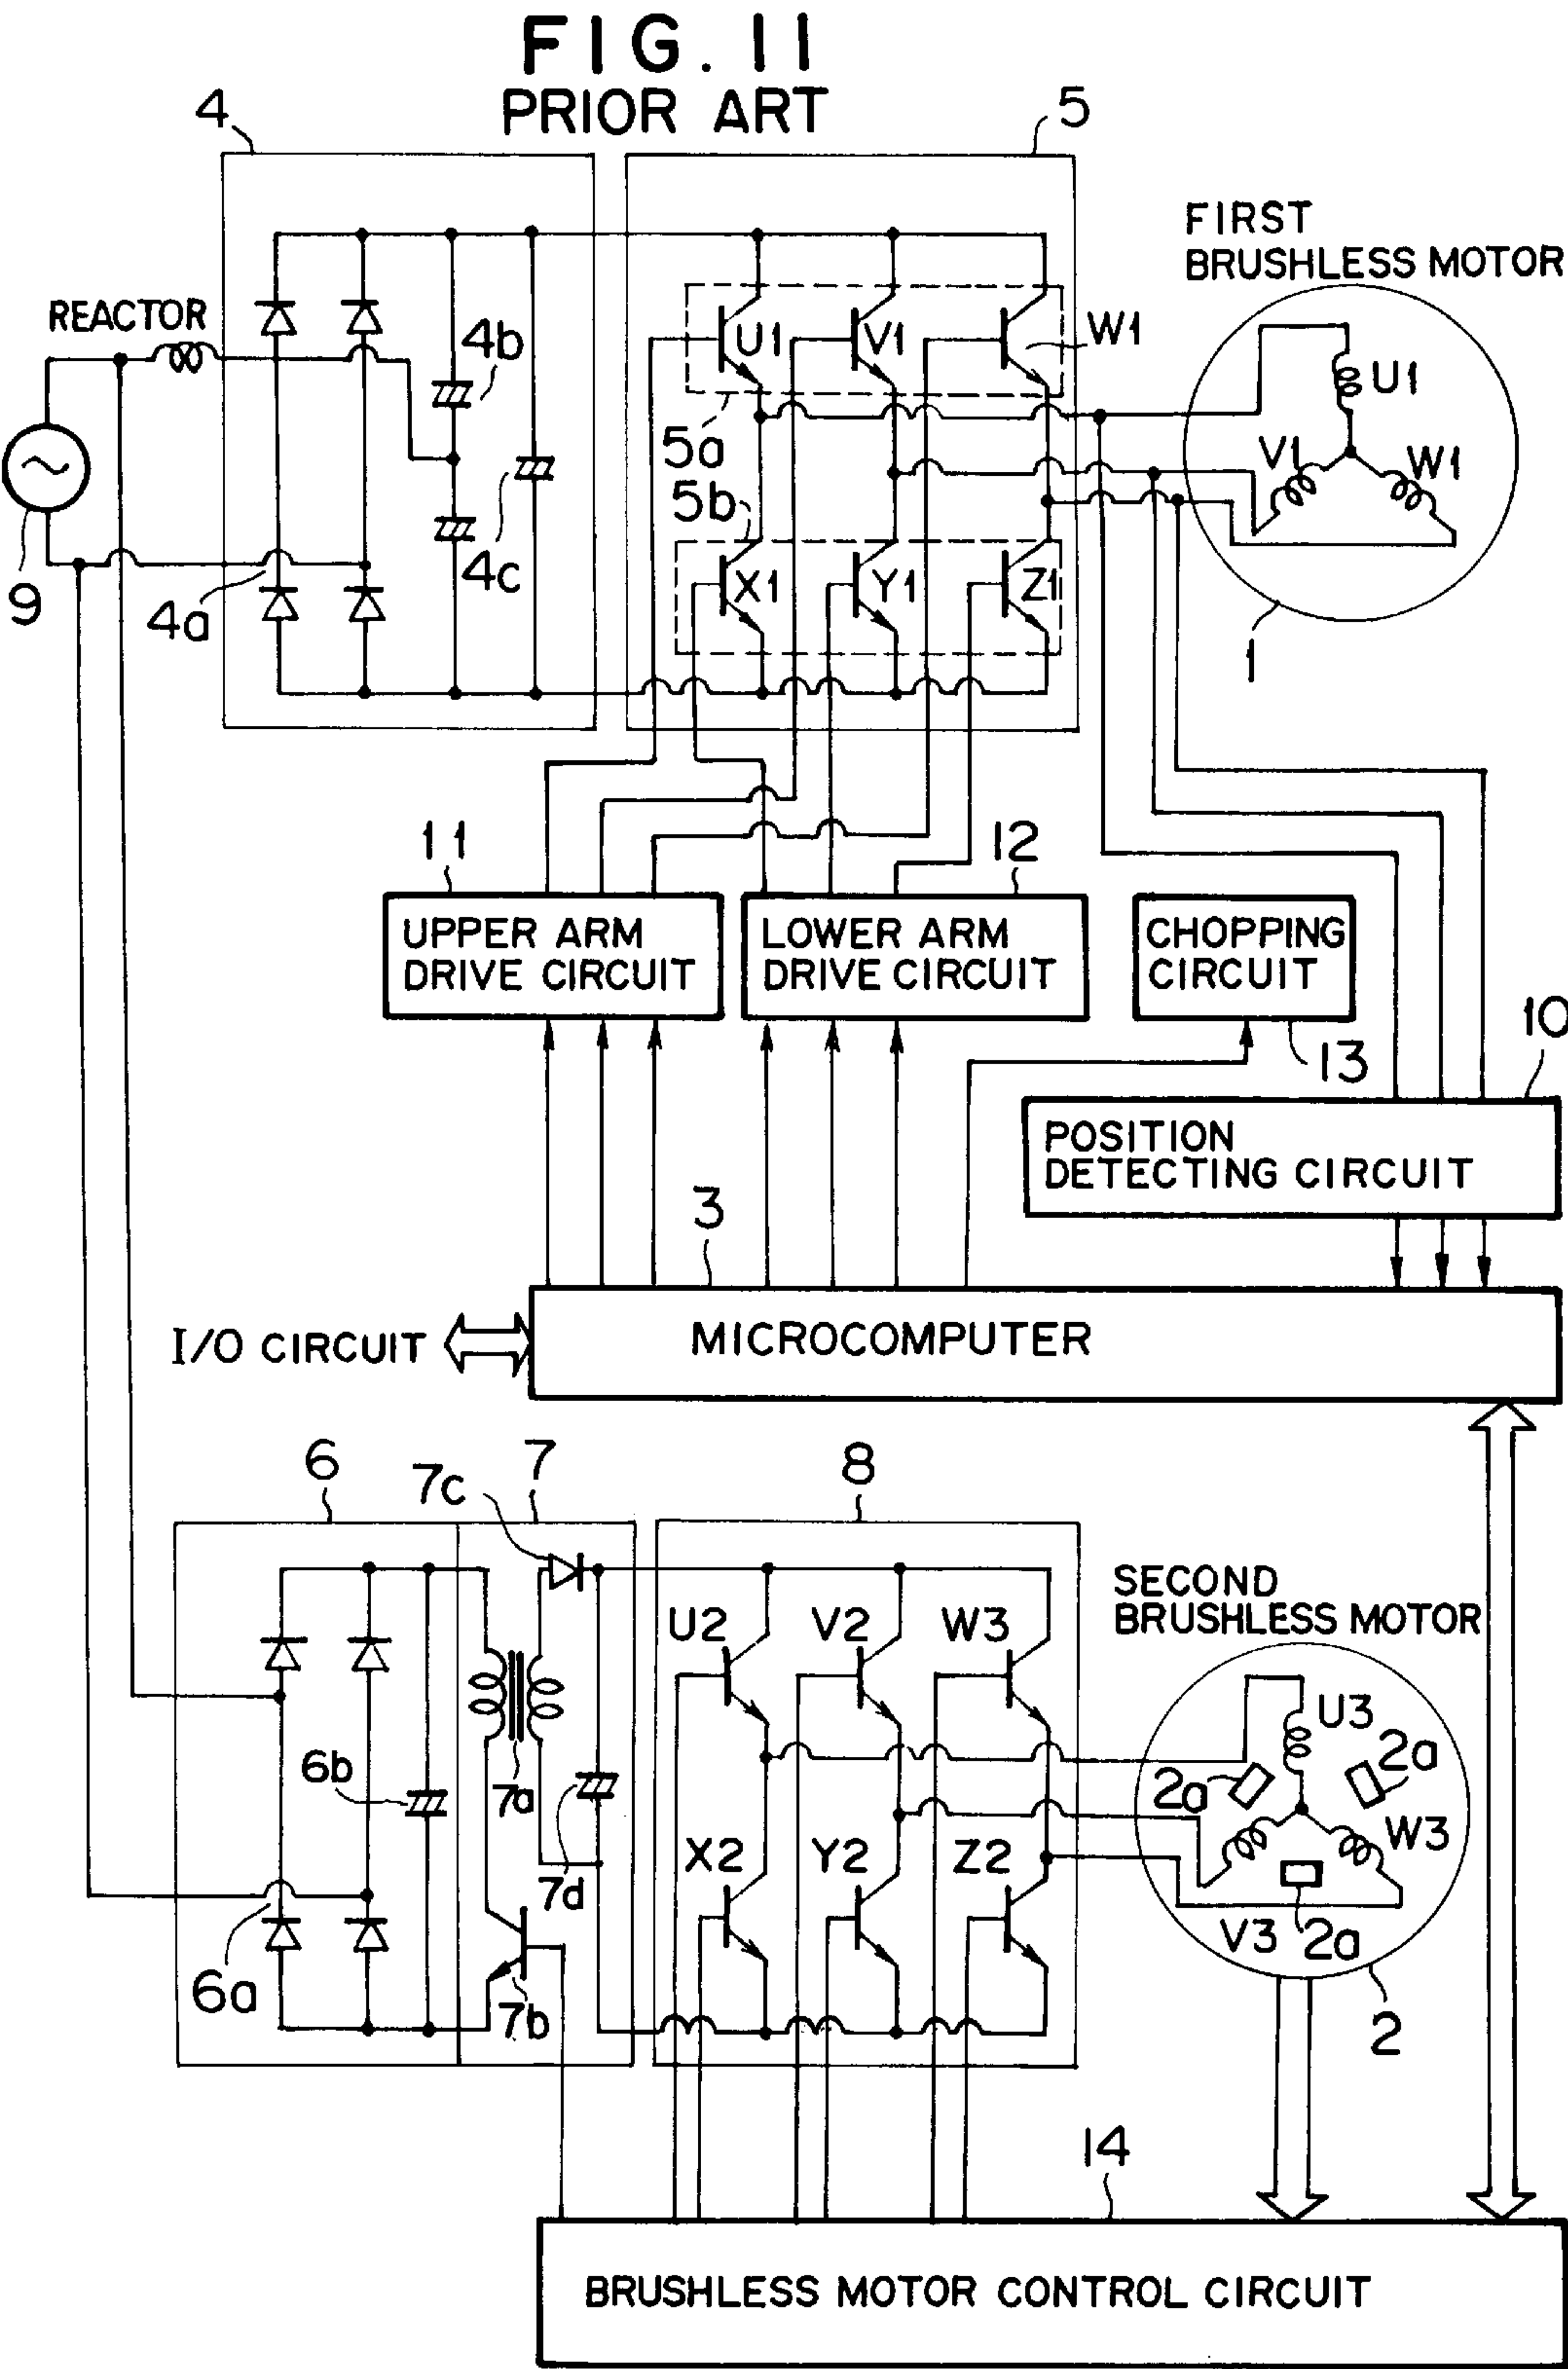 FIG. 11
PRIOR ART
4
5
FIRST
BRUSHLESS MOTOR
REACTOR
4b
U1
V1
W1
U1
5a
V1
W1
5b
4c
X1
Y1
Z1
9
4a
1
11
12
UPPER ARM
DRIVE CIRCUIT
LOWER ARM
DRIVE CIRCUIT
CHOPPING
CIRCUIT
13
10
POSITION
DETECTING CIRCUIT
3
I/O CIRCUIT
MICROCOMPUTER
6
7c
7
8
SECOND
BRUSHLESS MOTOR
U2
V2
W3
U3
2a
2a
6b
7a
W3
X2
Y2
Z2
7d
V3
2a
6a
7b
2
14
BRUSHLESS MOTOR CONTROL CIRCUIT